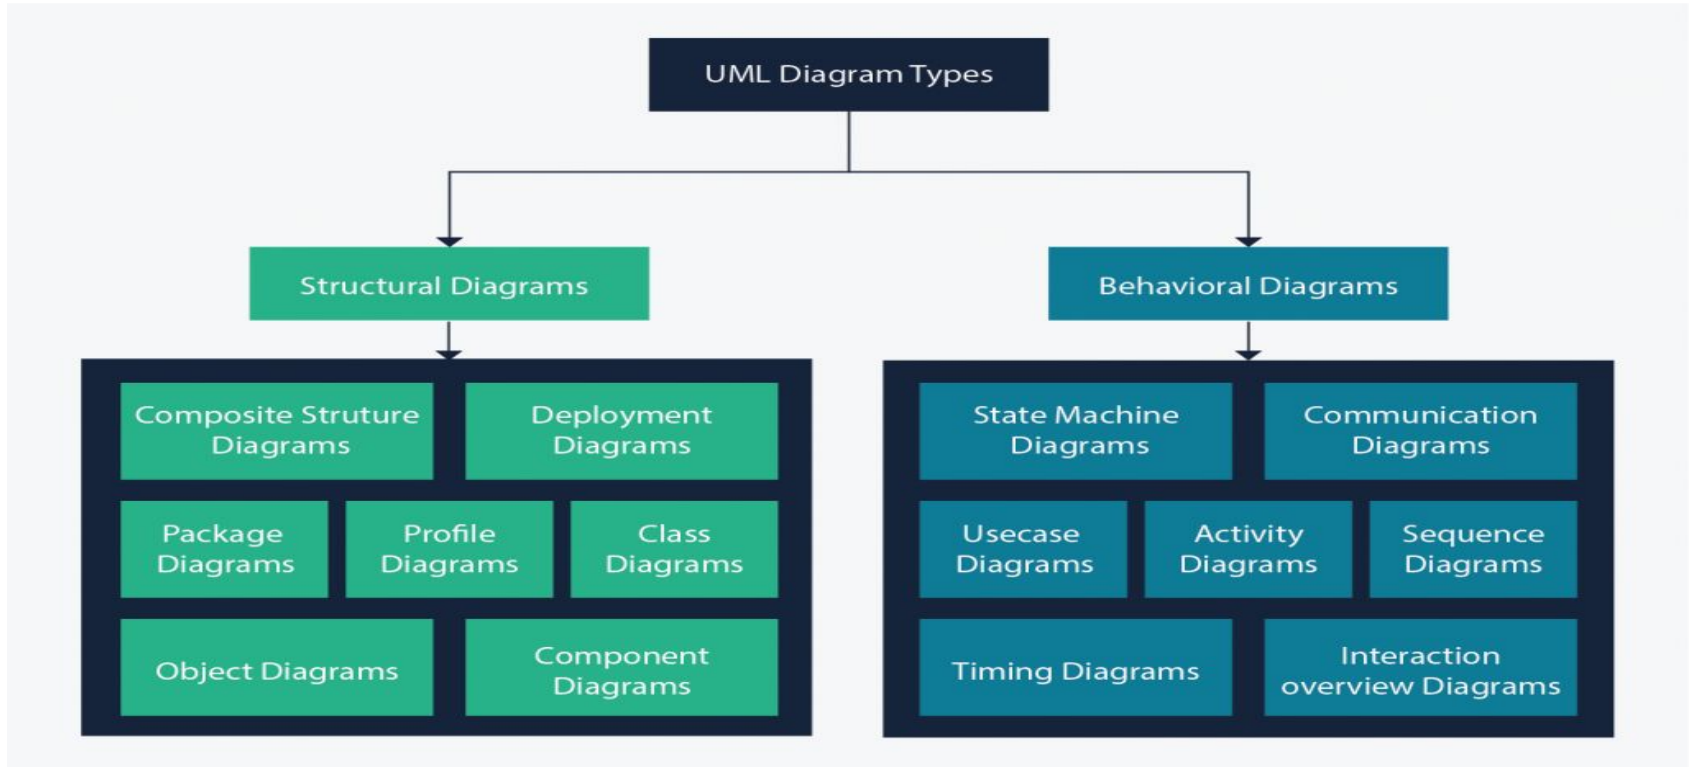 UML Diagram Types
Structural Diagrams
Behavioral Diagrams
Composite Struture
Diagrams
Deployment
Diagrams
Package
Diagrams
Profile
Diagrams
Class
Diagrams
Object Diagrams
Component
Diagrams
State Machine
Diagrams
Communication
Diagrams
Usecase
Diagrams
Activity
Diagrams
Sequence
Diagrams
Timing Diagrams
Interaction
overview Diagrams